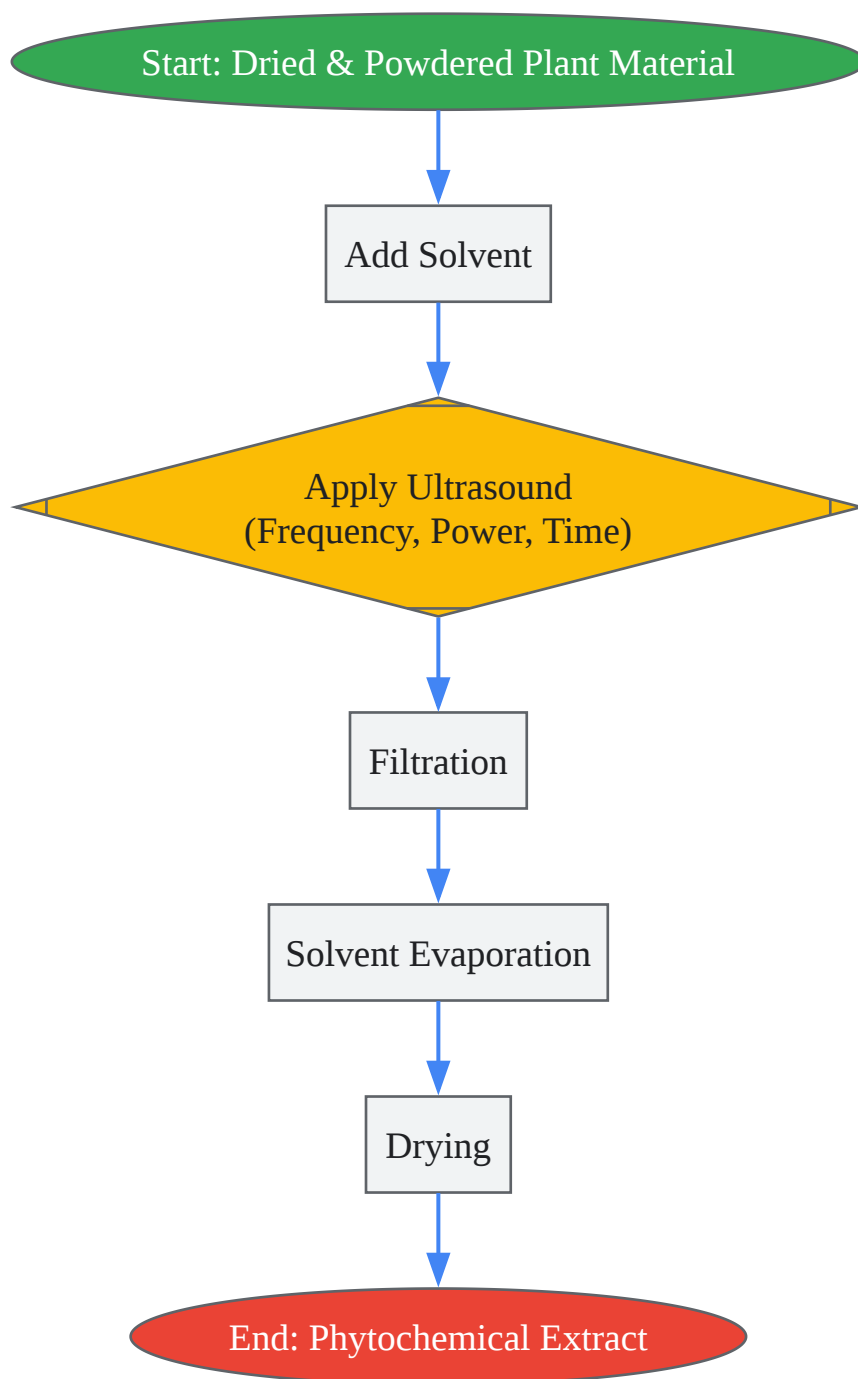 Start: Dried & Powdered Plant Material
Add Solvent
Apply Ultrasound
(Frequency, Power, Time)
Filtration
Solvent Evaporation
Drying
End: Phytochemical Extract